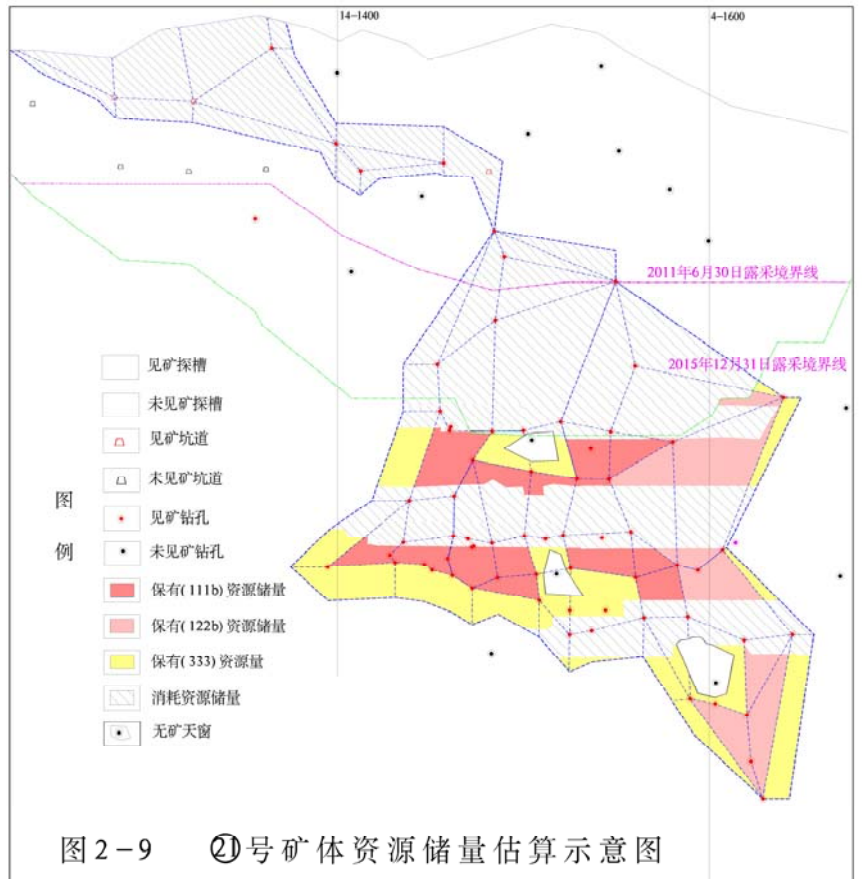 14-1400
4-1600
2011年6月30日露采境界线
2015年12月31日露采境界线
图例
见矿探槽
未见矿探槽
见矿坑道
未见矿坑道
见矿钻孔
未见矿钻孔
保有(111b)资源储量
保有(122b)资源储量
保有(333)资源量
消耗资源储量
无矿天窗
图2-9 ㉑号矿体资源储量估算示意图